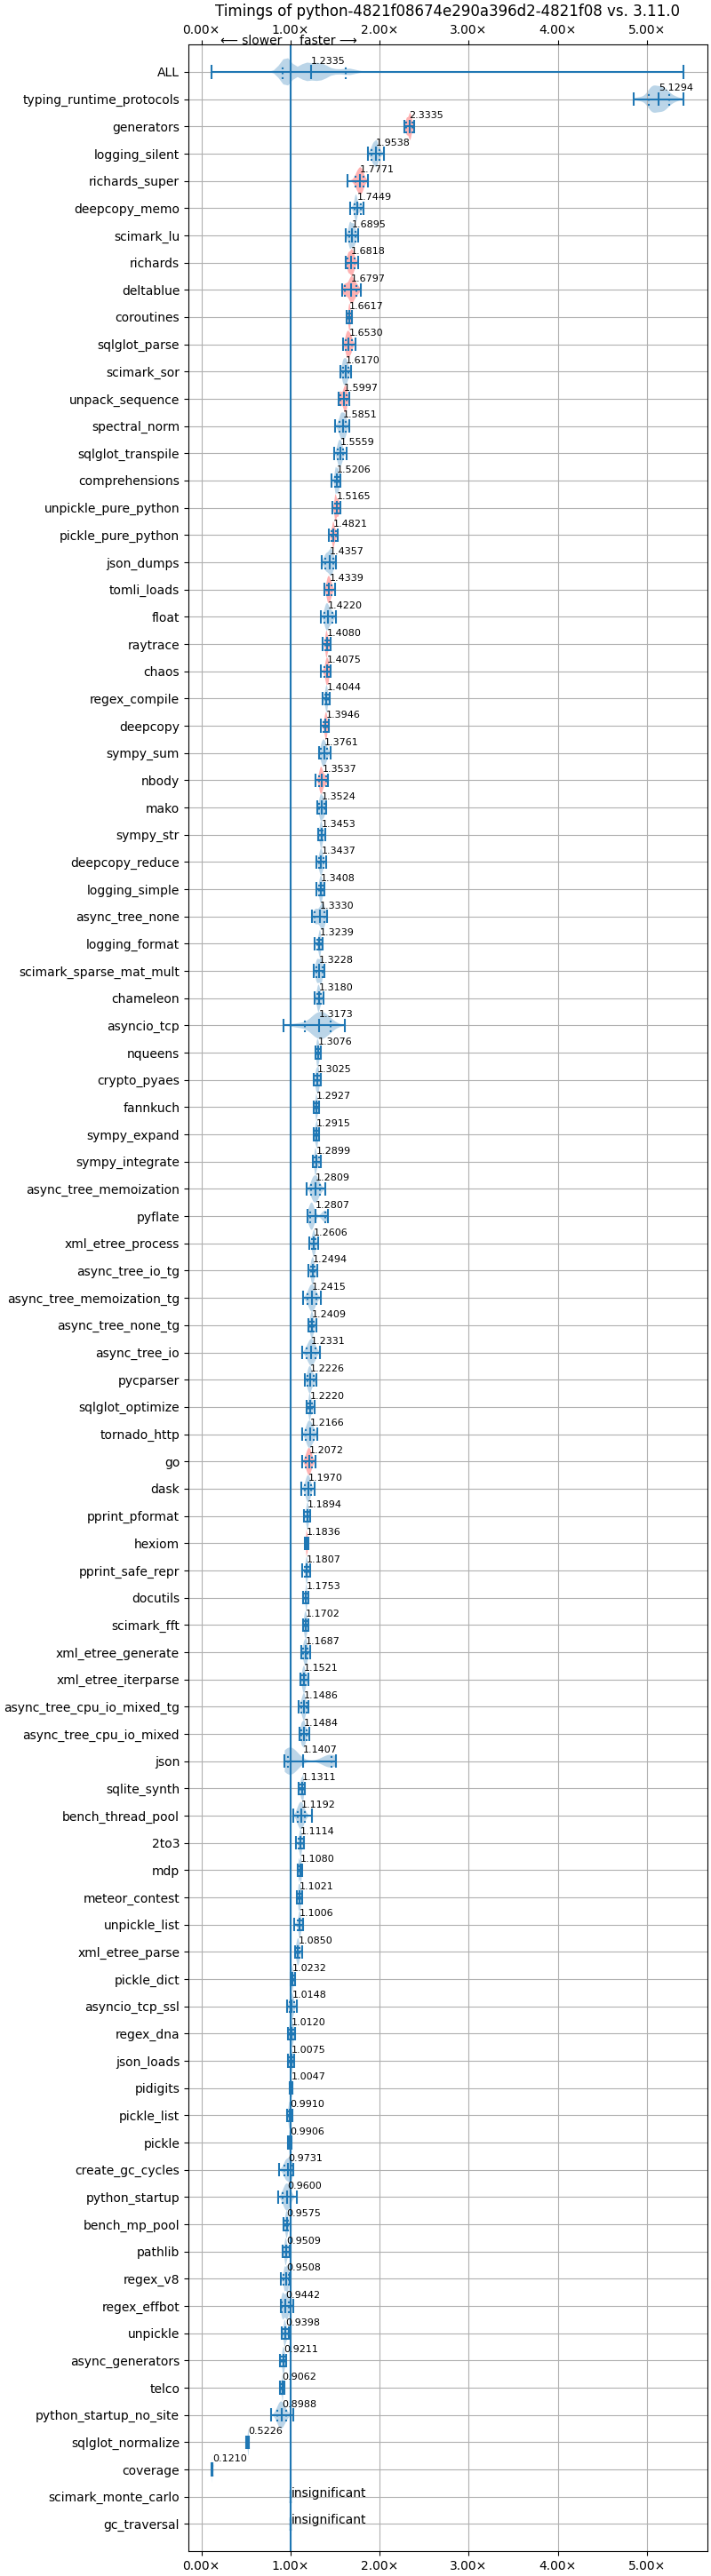 Timings of python-4821f08674e290a396d2-4821f08 vs. 3.11.0
0.00× 1.00× 2.00× 3.00× 4.00× 5.00×
⟵ slower faster ⟶
ALL 1.2335
typing_runtime_protocols 5.1294
generators 2.3335
logging_silent 1.9538
richards_super 1.7771
deepcopy_memo 1.7449
scimark_lu 1.6895
richards 1.6818
deltablue 1.6797
coroutines 1.6617
sqlglot_parse 1.6530
scimark_sor 1.6170
unpack_sequence 1.5997
spectral_norm 1.5851
sqlglot_transpile 1.5559
comprehensions 1.5206
unpickle_pure_python 1.5165
pickle_pure_python 1.4821
json_dumps 1.4357
tomli_loads 1.4339
float 1.4220
raytrace 1.4080
chaos 1.4075
regex_compile 1.4044
deepcopy 1.3946
sympy_sum 1.3761
nbody 1.3537
mako 1.3524
sympy_str 1.3453
deepcopy_reduce 1.3437
logging_simple 1.3408
async_tree_none 1.3330
logging_format 1.3239
scimark_sparse_mat_mult 1.3228
chameleon 1.3180
asyncio_tcp 1.3173
nqueens 1.3076
crypto_pyaes 1.3025
fannkuch 1.2927
sympy_expand 1.2915
sympy_integrate 1.2899
async_tree_memoization 1.2809
pyflate 1.2807
xml_etree_process 1.2606
async_tree_io_tg 1.2494
async_tree_memoization_tg 1.2415
async_tree_none_tg 1.2409
async_tree_io 1.2331
pycparser 1.2226
sqlglot_optimize 1.2220
tornado_http 1.2166
go 1.2072
dask 1.1970
pprint_pformat 1.1894
hexiom 1.1836
pprint_safe_repr 1.1807
docutils 1.1753
scimark_fft 1.1702
xml_etree_generate 1.1687
xml_etree_iterparse 1.1521
async_tree_cpu_io_mixed_tg 1.1486
async_tree_cpu_io_mixed 1.1484
json 1.1407
sqlite_synth 1.1311
bench_thread_pool 1.1192
2to3 1.1114
mdp 1.1080
meteor_contest 1.1021
unpickle_list 1.1006
xml_etree_parse 1.0850
pickle_dict 1.0232
asyncio_tcp_ssl 1.0148
regex_dna 1.0120
json_loads 1.0075
pidigits 1.0047
pickle_list 0.9910
pickle 0.9906
create_gc_cycles 0.9731
python_startup 0.9600
bench_mp_pool 0.9575
pathlib 0.9509
regex_v8 0.9508
regex_effbot 0.9442
unpickle 0.9398
async_generators 0.9211
telco 0.9062
python_startup_no_site 0.8988
sqlglot_normalize 0.5226
coverage 0.1210
scimark_monte_carlo insignificant
gc_traversal insignificant
0.00× 1.00× 2.00× 3.00× 4.00× 5.00×